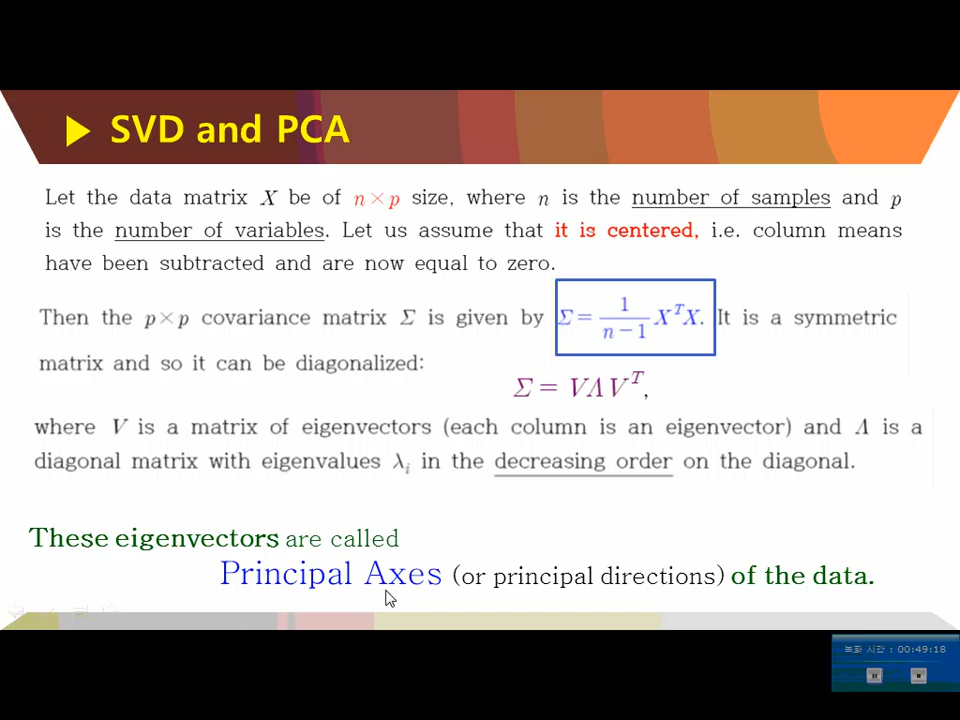 SVD and PCA
Let the data matrix X be of n×p size, where n is the number of samples and p
is the number of variables. Let us assume that it is centered, i.e. column means
have been subtracted and are now equal to zero.
Then the p×p covariance matrix Σ is given by Σ = 1/(n−1) XᵀX. It is a symmetric
matrix and so it can be diagonalized:
Σ = VΛVᵀ,
where V is a matrix of eigenvectors (each column is an eigenvector) and Λ is a
diagonal matrix with eigenvalues λᵢ in the decreasing order on the diagonal.
These eigenvectors are called
Principal Axes (or principal directions) of the data.
녹화 시간 : 00:49:18